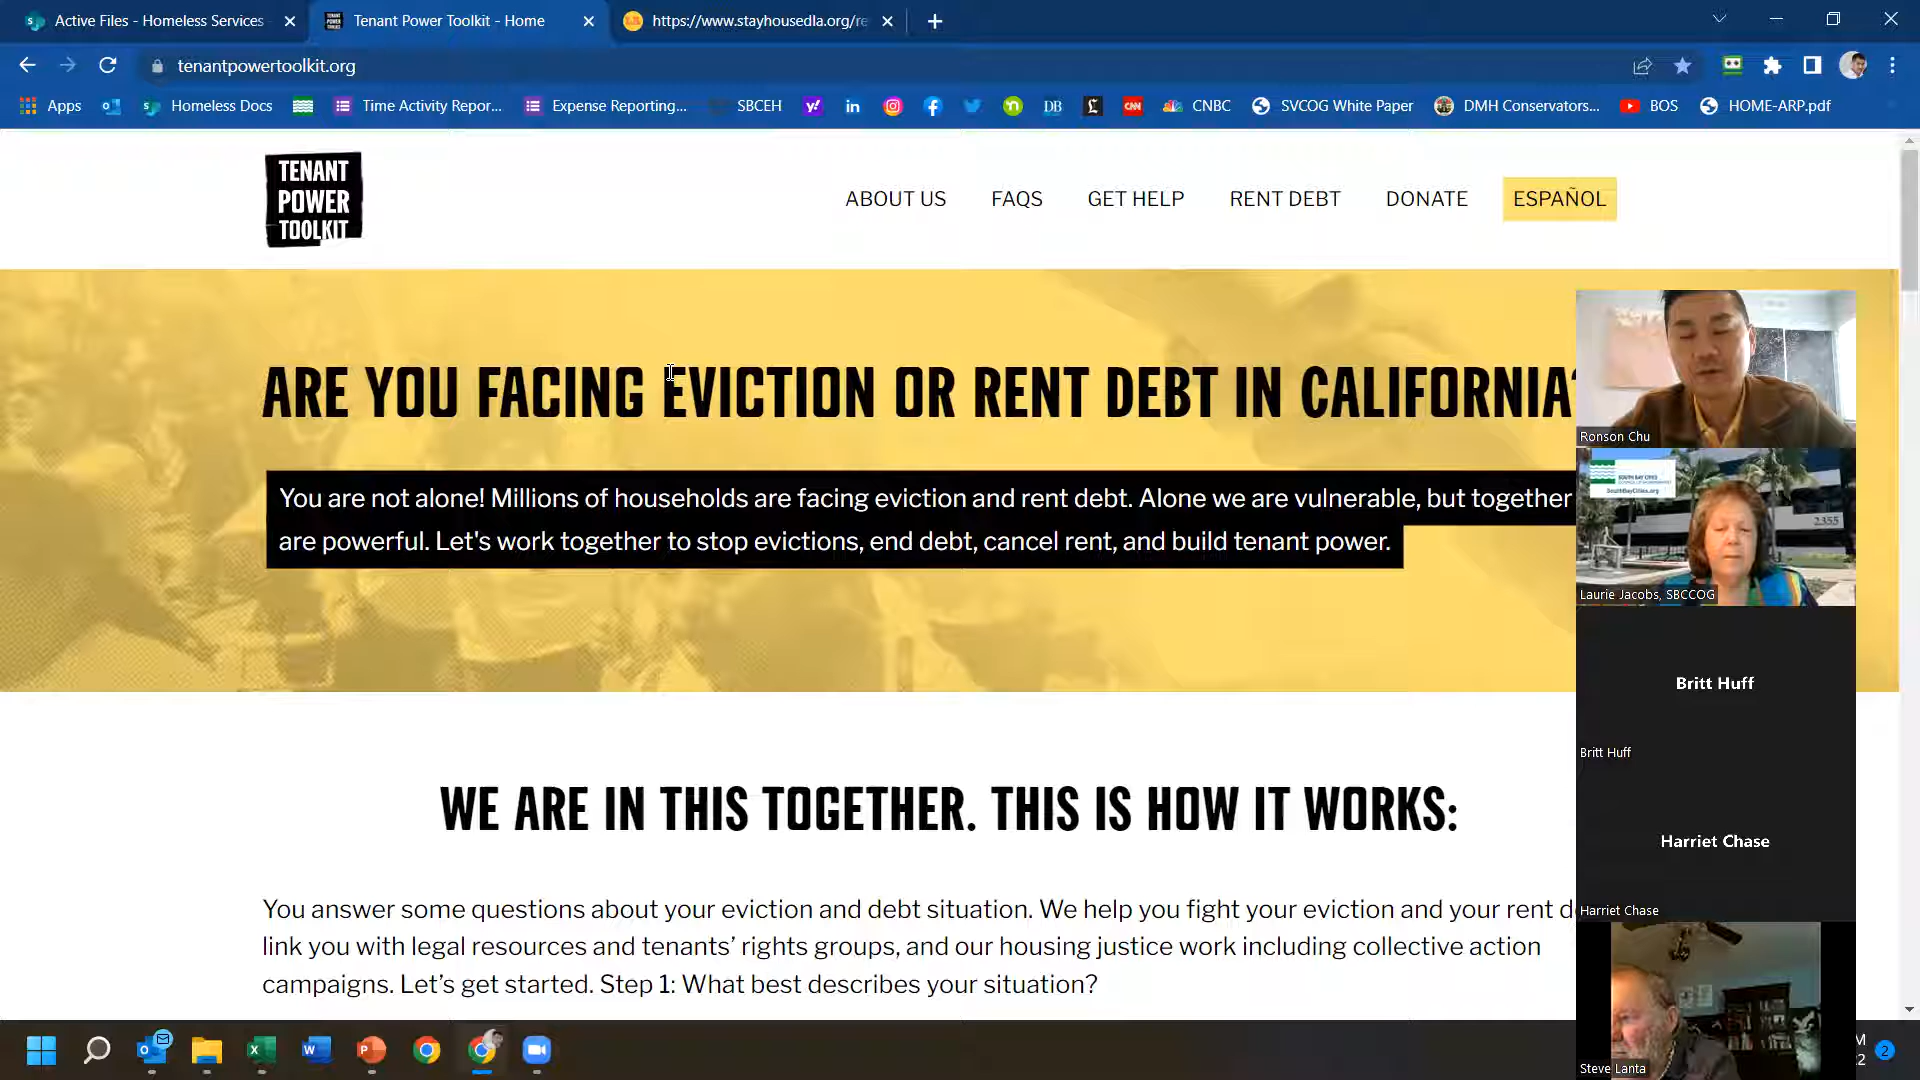 Active Files - Homeless Services
Tenant Power Toolkit - Home
https://www.stayhousedla.org/re
tenantpowertoolkit.org
Apps
Homeless Docs
Time Activity Repor...
Expense Reporting...
SBCEH
CNBC
SVCOG White Paper
DMH Conservators...
BOS
HOME-ARP.pdf
TENANT
POWER
TOOLKIT
ABOUT US
FAQS
GET HELP
RENT DEBT
DONATE
ESPAÑOL
ARE YOU FACING EVICTION OR RENT DEBT IN CALIFORNIA?
You are not alone! Millions of households are facing eviction and rent debt. Alone we are vulnerable, but together
are powerful. Let's work together to stop evictions, end debt, cancel rent, and build tenant power.
WE ARE IN THIS TOGETHER. THIS IS HOW IT WORKS:
You answer some questions about your eviction and debt situation. We help you fight your eviction and your rent d
link you with legal resources and tenants’ rights groups, and our housing justice work including collective action
campaigns. Let’s get started. Step 1: What best describes your situation?
Ronson Chu
SOUTH BAY CITIES
SouthBayCities.org
2355
Laurie Jacobs, SBCCOG
Britt Huff
Britt Huff
Harriet Chase
Harriet Chase
Steve Lanta
M
22
2